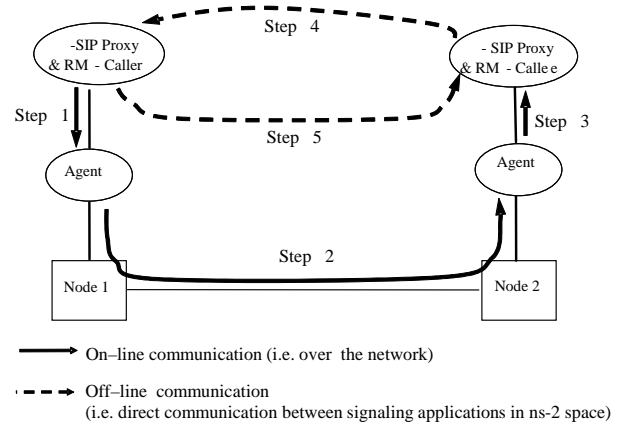 Step 4
-SIP Proxy
& RM - Caller
- SIP Proxy
& RM - Callee
Step 1
Step 5
Step 3
Agent
Agent
Step 2
Node 1
Node 2
On-line communication (i.e. over the network)
Off–line communication
(i.e. direct communication between signaling applications in ns-2 space)